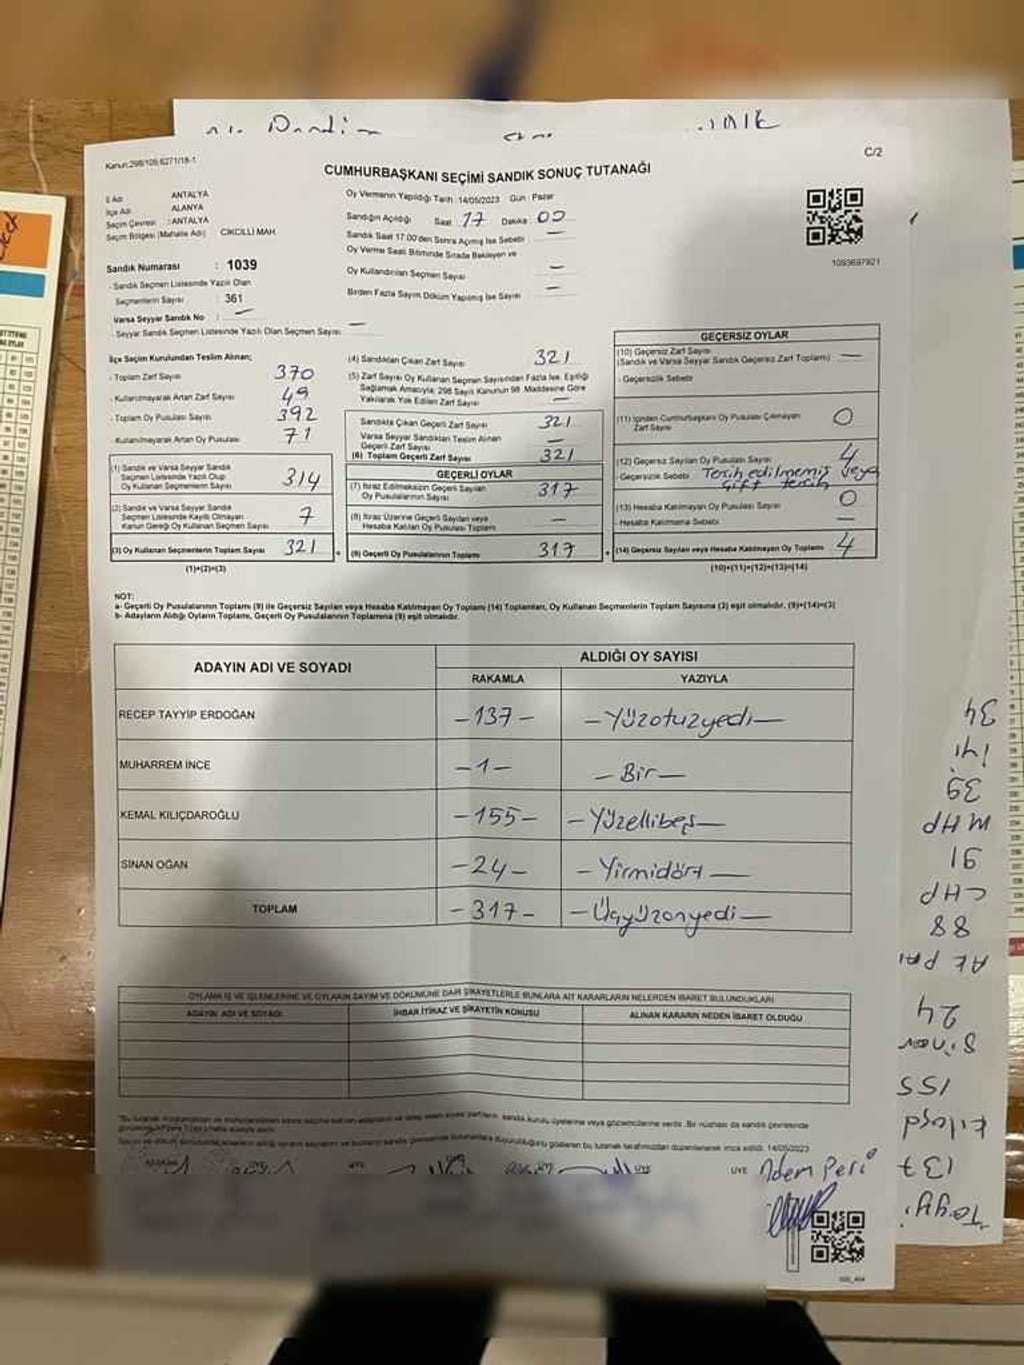 Kanun:298/105,6271/18-1
C/2
CUMHURBAŞKANI SEÇİMİ SANDIK SONUÇ TUTANAĞI
İl Adı : ANTALYA
İlçe Adı : ALANYA
Seçim Çevresi : ANTALYA
Seçim Bölgesi (Mahalle Adı) CİKCİLLİ MAH.
Sandık Numarası : 1039
Sandık Seçmen Listesinde Yazılı Olan
Seçmenlerin Sayısı : 361
Varsa Seyyar Sandık No : —
Seyyar Sandık Seçmen Listesinde Yazılı Olan Seçmen Sayısı —
Oy Vermenin Yapıldığı Tarih :14/05/2023 Gün : Pazar
Sandığın Açıldığı Saat 17 Dakika 00
Sandık Saat 17.00'den Sonra Açılmış İse Sebebi —
Oy Verme Saati Bitiminde Sırada Bekleyen ve
Oy Kullandırılan Seçmen Sayısı —
Birden Fazla Sayım Döküm Yapılmış İse Sayısı —
1093697921
İlçe Seçim Kurulundan Teslim Alınan;
- Toplam Zarf Sayısı 370
- Kullanılmayarak Artan Zarf Sayısı 49
- Toplam Oy Pusulası Sayısı 392
- Kullanılmayarak Artan Oy Pusulası 71
(1) Sandık ve Varsa Seyyar Sandık
Seçmen Listesinde Yazılı Olup
Oy Kullanan Seçmenlerin Sayısı 314
(2) Sandık ve Varsa Seyyar Sandık
Seçmen Listesinde Kayıtlı Olmayan
Kanun Gereği Oy Kullanan Seçmen Sayısı 7
(3) Oy Kullanan Seçmenlerin Toplam Sayısı 321
(1)+(2)=(3)
(4) Sandıktan Çıkan Zarf Sayısı 321
(5) Zarf Sayısı Oy Kullanan Seçmen Sayısından Fazla İse, Eşitliği
Sağlamak Amacıyla; 298 Sayılı Kanunun 98. Maddesine Göre
Yakılarak Yok Edilen Zarf Sayısı —
Sandıkta Çıkan Geçerli Zarf Sayısı 321
Varsa Seyyar Sandıktan Teslim Alınan
Geçerli Zarf Sayısı —
(6) Toplam Geçerli Zarf Sayısı 321
GEÇERLİ OYLAR
(7) İtiraz Edilmeksizin Geçerli Sayılan
Oy Pusulalarının Sayısı 317
(8) İtiraz Üzerine Geçerli Sayılan veya
Hesaba Katılan Oy Pusulası Toplamı —
(9) Geçerli Oy Pusulalarının Toplamı 317
GEÇERSİZ OYLAR
(10) Geçersiz Zarf Sayısı
(Sandık ve Varsa Seyyar Sandık Geçersiz Zarf Toplamı) —
- Geçersizlik Sebebi
(11) İçinden Cumhurbaşkanı Oy Pusulası Çıkmayan
Zarf Sayısı 0
(12) Geçersiz Sayılan Oy Pusulası Sayısı 4
- Geçersizlik Sebebi Tercih edilmemiş veya
Çift tercih
(13) Hesaba Katılmayan Oy Pusulası Sayısı 0
- Hesaba Katılmama Sebebi —
(14) Geçersiz Sayılan veya Hesaba Katılmayan Oy Toplamı 4
(10)+(11)+(12)+(13)=(14)
NOT:
a- Geçerli Oy Pusulalarının Toplamı (9) ile Geçersiz Sayılan veya Hesaba Katılmayan Oy Toplamı (14) Toplamları, Oy Kullanan Seçmenlerin Toplam Sayısına (3) eşit olmalıdır. (9)+(14)=(3)
b- Adayların Aldığı Oyların Toplamı, Geçerli Oy Pusulalarının Toplamına (9) eşit olmalıdır.
ADAYIN ADI VE SOYADI
ALDIĞI OY SAYISI
RAKAMLA YAZIYLA
RECEP TAYYİP ERDOĞAN -137- -Yüzotuzyedi-
MUHARREM İNCE -1- -Bir-
KEMAL KILIÇDAROĞLU -155- -Yüzellibeş-
SİNAN OĞAN -24- -Yirmidört-
TOPLAM -317- -Üçyüzonyedi-
OYLAMA İŞ VE İŞLEMLERİNE VE OYLARIN SAYIM VE DÖKÜMÜNE DAİR ŞİKAYETLERLE BUNLARA AİT KARARLARIN NELERDEN İBARET BULUNDUKLARI
ADAYIN ADI VE SOYADI İHBAR İTİRAZ VE ŞİKAYETİN KONUSU ALINAN KARARIN NEDEN İBARET OLDUĞU
ÜYE
ÜYE Adem Peri
Tayyi
137
155
Sinan
24
AK PAR
88
CHP
91
MHP
39
34